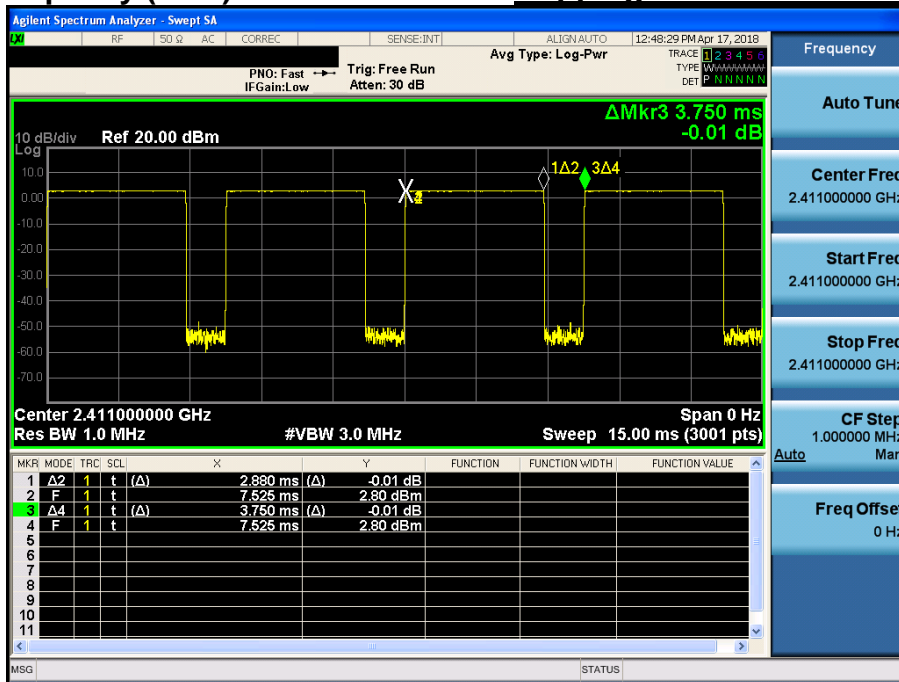 Agilent Spectrum Analyzer - Swept SA
LXI RF 50 Ω AC CORREC SENSE:INT ALIGN AUTO 12:48:29 PM Apr 17, 2018
Avg Type: Log-Pwr TRACE 1 2 3 4 5 6
PNO: Fast Trig: Free Run TYPE WWWWWW
IFGain:Low Atten: 30 dB DET P N N N N N
ΔMkr3 3.750 ms
-0.01 dB
10 dB/div Ref 20.00 dBm
Log
10.0
0.00
-10.0
-20.0
-30.0
-40.0
-50.0
-60.0
-70.0
1Δ2 3Δ4
Center 2.411000000 GHz Span 0 Hz
Res BW 1.0 MHz #VBW 3.0 MHz Sweep 15.00 ms (3001 pts)
MKR MODE TRC SCL X Y FUNCTION FUNCTION WIDTH FUNCTION VALUE
1 Δ2 1 t (Δ) 2.880 ms (Δ) -0.01 dB
2 F 1 t 7.525 ms 2.80 dBm
3 Δ4 1 t (Δ) 3.750 ms (Δ) -0.01 dB
4 F 1 t 7.525 ms 2.80 dBm
5
6
7
8
9
10
11
MSG STATUS
Frequency
Auto Tune
Center Freq
2.411000000 GHz
Start Freq
2.411000000 GHz
Stop Freq
2.411000000 GHz
CF Step
1.000000 MHz
Auto Man
Freq Offset
0 Hz